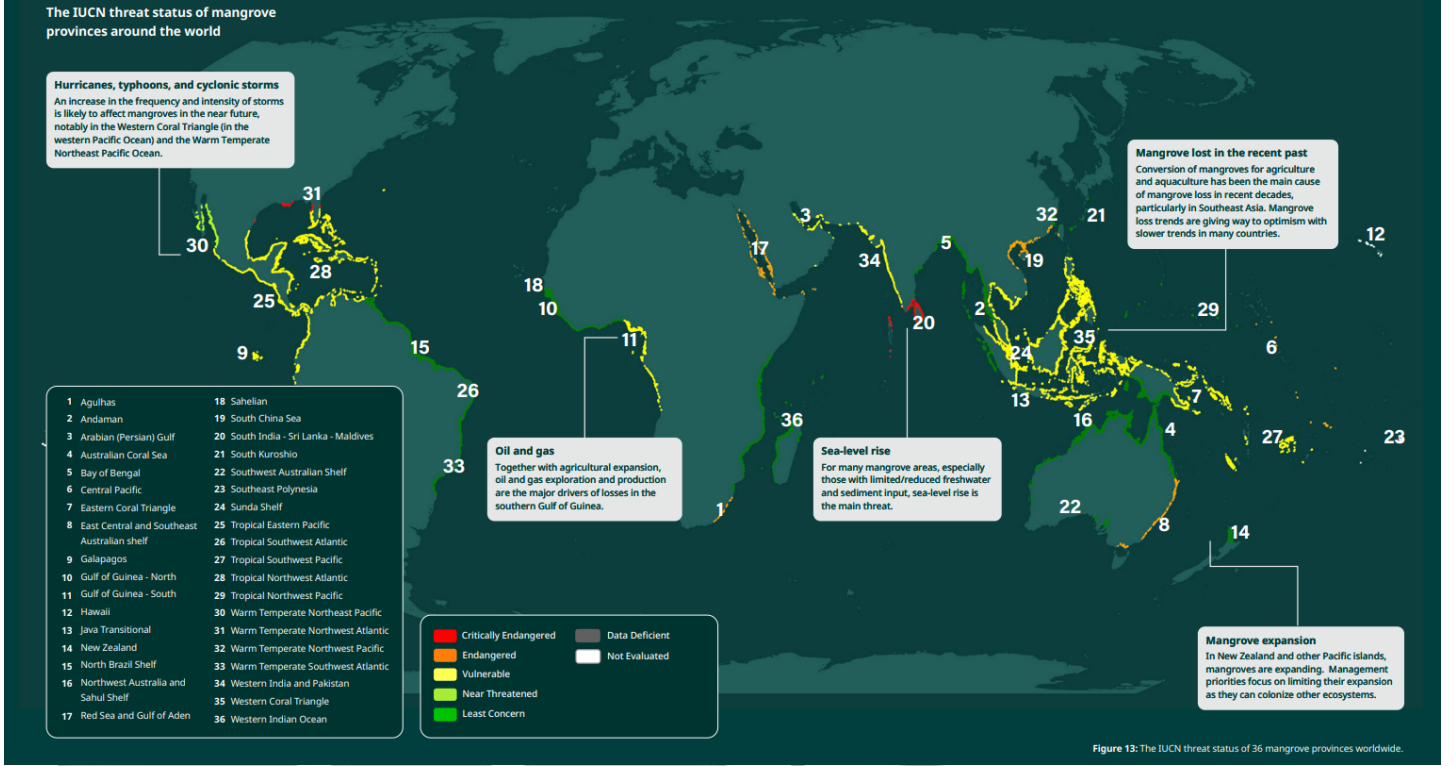 The IUCN threat status of mangrove
provinces around the world
Hurricanes, typhoons, and cyclonic storms
An increase in the frequency and intensity of storms
is likely to affect mangroves in the near future,
notably in the Western Coral Triangle (in the
western Pacific Ocean) and the Warm Temperate
Northeast Pacific Ocean.
Mangrove lost in the recent past
Conversion of mangroves for agriculture
and aquaculture has been the main cause
of mangrove loss in recent decades,
particularly in Southeast Asia. Mangrove
loss trends are giving way to optimism with
slower trends in many countries.
31
30
28
25
9
15
26
33
18
10
11
17
3
34
5
20
36
1
2
32
21
19
12
29
35
6
24
13
16
7
4
27
23
22
8
14
Oil and gas
Together with agricultural expansion,
oil and gas exploration and production
are the major drivers of losses in the
southern Gulf of Guinea.
Sea-level rise
For many mangrove areas, especially
those with limited/reduced freshwater
and sediment input, sea-level rise is
the main threat.
Mangrove expansion
In New Zealand and other Pacific islands,
mangroves are expanding. Management
priorities focus on limiting their expansion
as they can colonize other ecosystems.
1 Agulhas
2 Andaman
3 Arabian (Persian) Gulf
4 Australian Coral Sea
5 Bay of Bengal
6 Central Pacific
7 Eastern Coral Triangle
8 East Central and Southeast
Australian shelf
9 Galapagos
10 Gulf of Guinea - North
11 Gulf of Guinea - South
12 Hawaii
13 Java Transitional
14 New Zealand
15 North Brazil Shelf
16 Northwest Australia and
Sahul Shelf
17 Red Sea and Gulf of Aden
18 Sahelian
19 South China Sea
20 South India - Sri Lanka - Maldives
21 South Kuroshio
22 Southwest Australian Shelf
23 Southeast Polynesia
24 Sunda Shelf
25 Tropical Eastern Pacific
26 Tropical Southwest Atlantic
27 Tropical Southwest Pacific
28 Tropical Northwest Atlantic
29 Tropical Northwest Pacific
30 Warm Temperate Northeast Pacific
31 Warm Temperate Northwest Atlantic
32 Warm Temperate Northwest Pacific
33 Warm Temperate Southwest Atlantic
34 Western India and Pakistan
35 Western Coral Triangle
36 Western Indian Ocean
Critically Endangered
Endangered
Vulnerable
Near Threatened
Least Concern
Data Deficient
Not Evaluated
Figure 13: The IUCN threat status of 36 mangrove provinces worldwide.